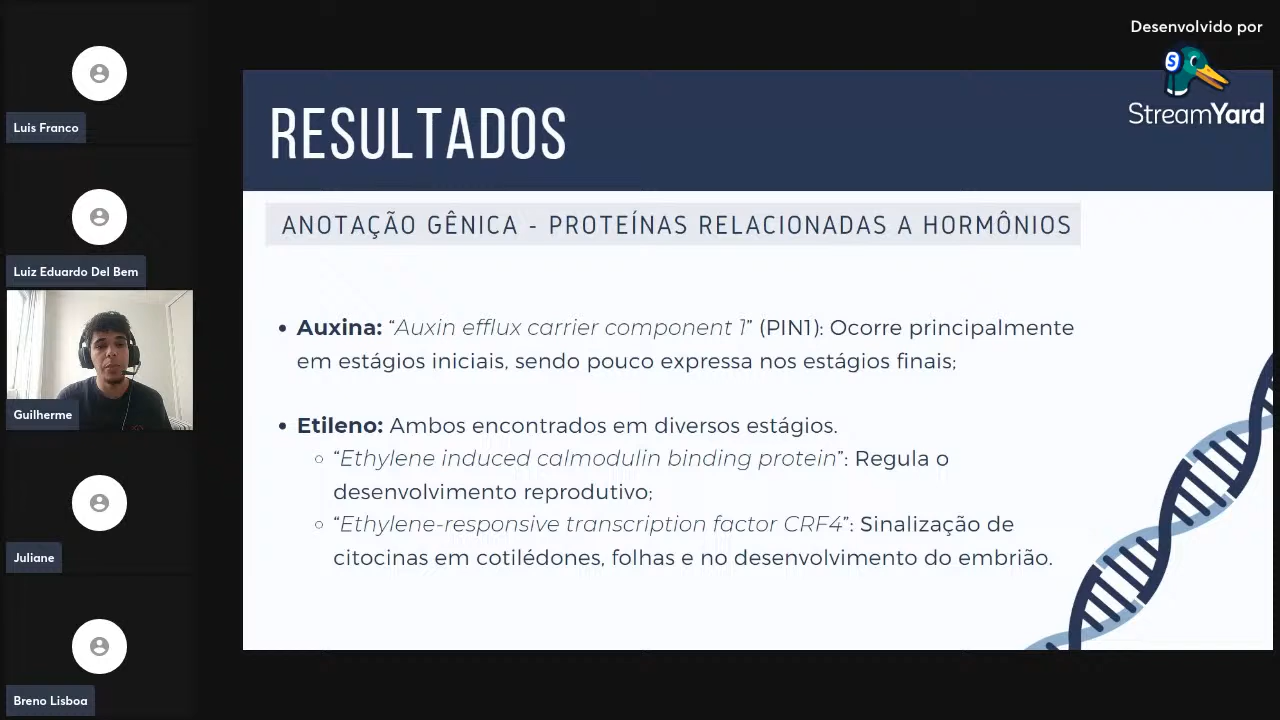 Desenvolvido por
StreamYard
Luis Franco
Luiz Eduardo Del Bem
Guilherme
Juliane
Breno Lisboa
RESULTADOS
ANOTAÇÃO GÊNICA - PROTEÍNAS RELACIONADAS A HORMÔNIOS
• Auxina: “Auxin efflux carrier component 1” (PIN1): Ocorre principalmente
em estágios iniciais, sendo pouco expressa nos estágios finais;
• Etileno: Ambos encontrados em diversos estágios.
○ “Ethylene induced calmodulin binding protein”: Regula o
desenvolvimento reprodutivo;
○ “Ethylene-responsive transcription factor CRF4”: Sinalização de
citocinas em cotilédones, folhas e no desenvolvimento do embrião.